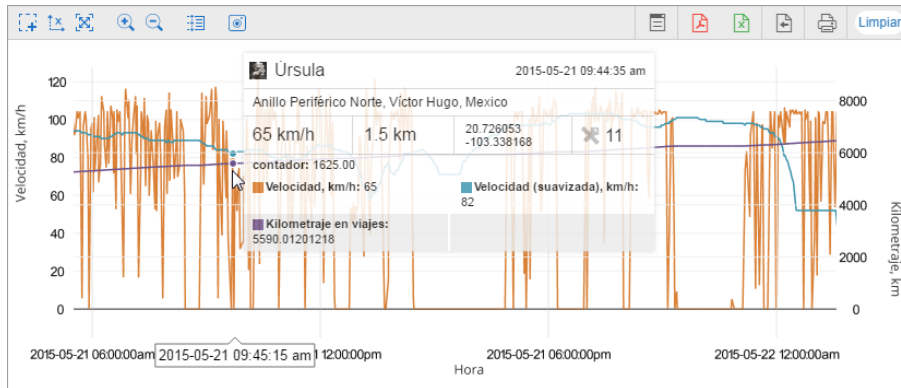 Limpiar
Úrsula 2015-05-21 09:44:35 am
Anillo Periférico Norte, Víctor Hugo, Mexico
65 km/h 1.5 km 20.726053 11
-103.338168
contador: 1625.00
Velocidad, km/h: 65 Velocidad (suavizada), km/h:
82
Kilometraje en viajes:
5590.01201218
Velocidad, km/h
120
100
80
60
40
20
0
8000
6000
4000
2000
0
Kilometraje, km
2015-05-21 06:00:00am 2015-05-21 09:45:15 am 1 12:00:00pm 2015-05-21 06:00:00pm 2015-05-22 12:00:00am
Hora